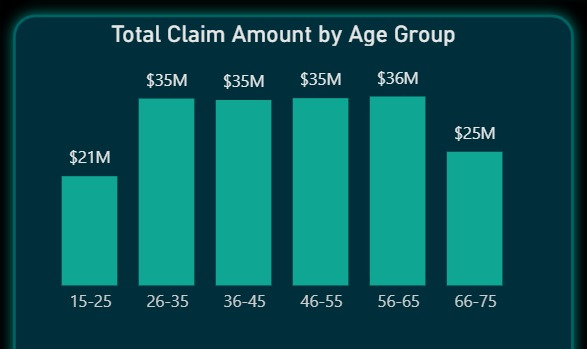 Total Claim Amount by Age Group
$21M $35M $35M $35M $36M $25M
15-25 26-35 36-45 46-55 56-65 66-75